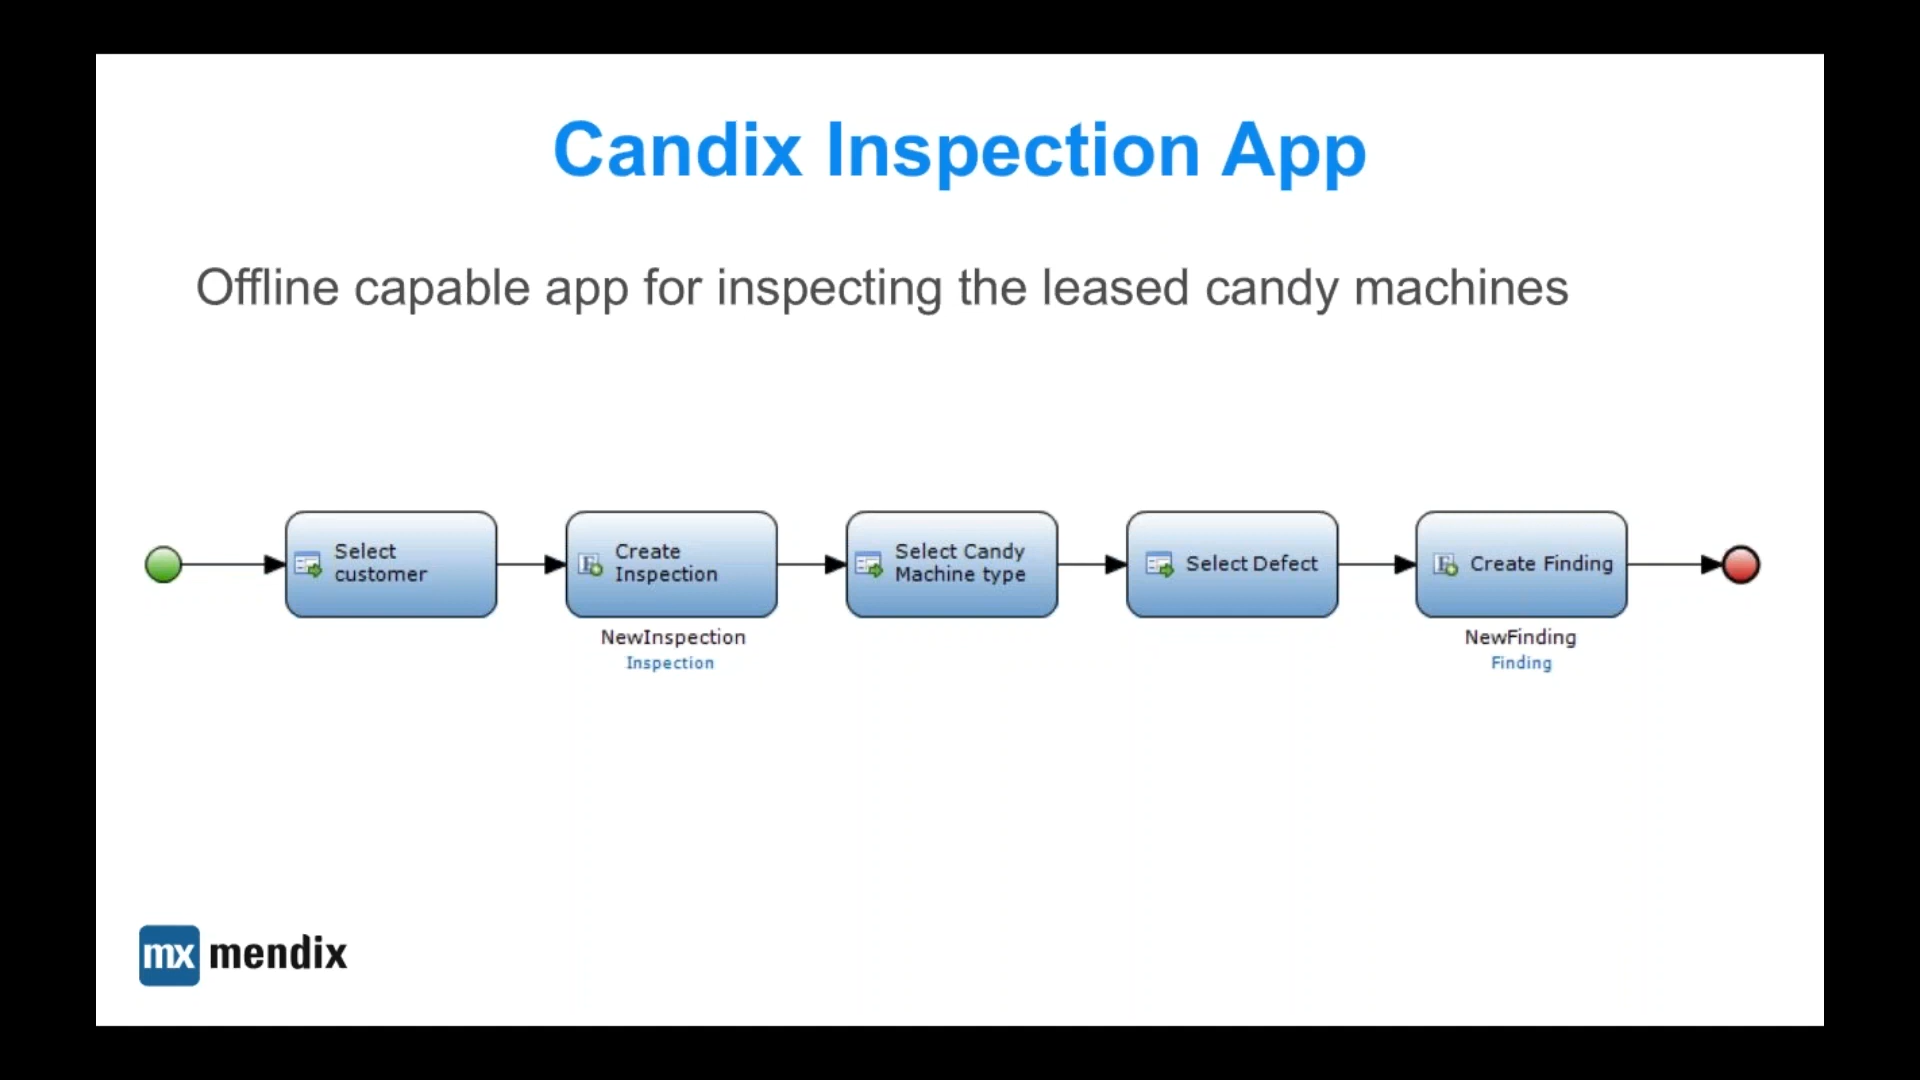 Candix Inspection App
Offline capable app for inspecting the leased candy machines
Select
customer
Create
Inspection
NewInspection
Inspection
Select Candy
Machine type
Select Defect
Create Finding
NewFinding
Finding
mx mendix